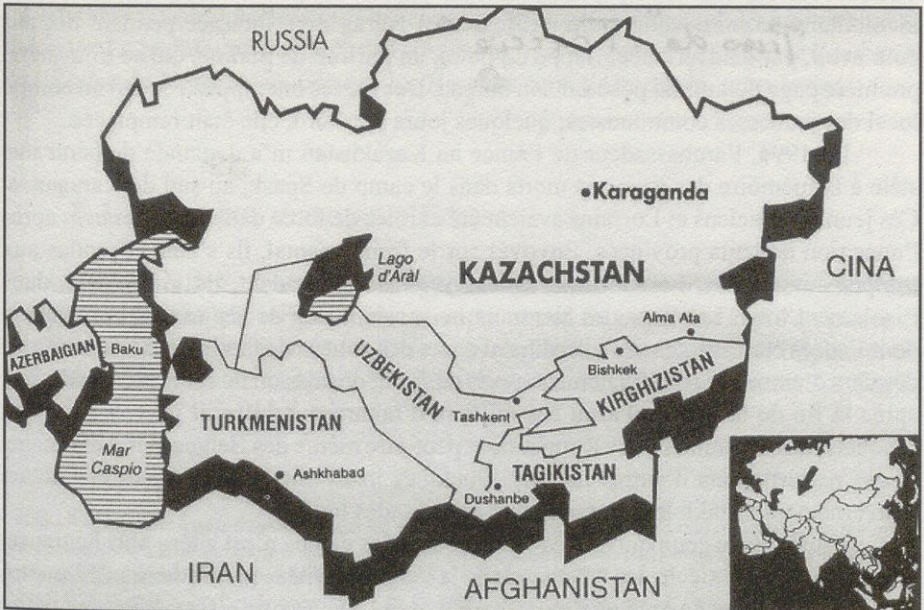 RUSSIA
Karaganda
Lago
d'Aràl
KAZACHSTAN
CINA
Alma Ata
AZERBAIGIAN
Baku
UZBEKISTAN
Bishkek
KIRGHIZISTAN
Tashkent
TURKMENISTAN
Mar
Caspio
Ashkhabad
TAGIKISTAN
Dushanbe
IRAN
AFGHANISTAN